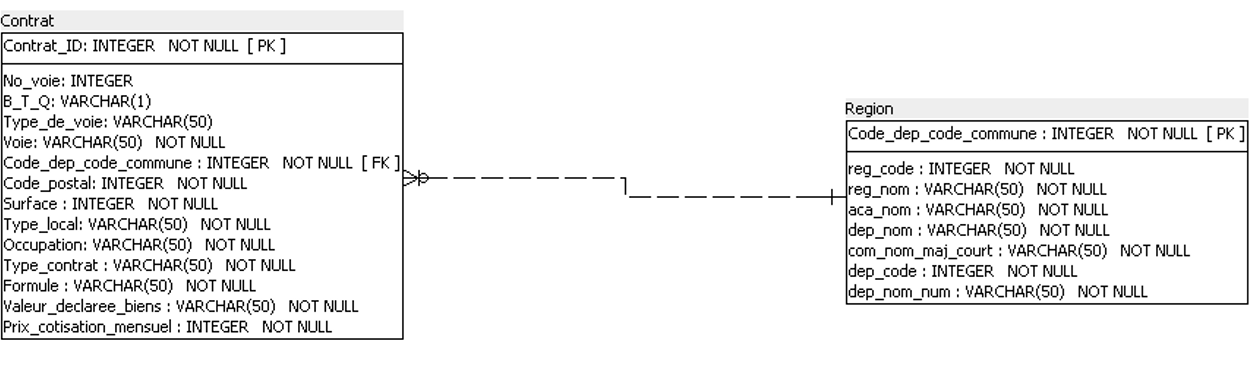 Contrat
Contrat_ID: INTEGER NOT NULL [ PK ]
No_voie: INTEGER
B_T_Q: VARCHAR(1)
Type_de_voie: VARCHAR(50)
Voie: VARCHAR(50) NOT NULL
Code_dep_code_commune : INTEGER NOT NULL [ FK ]
Code_postal: INTEGER NOT NULL
Surface : INTEGER NOT NULL
Type_local: VARCHAR(50) NOT NULL
Occupation: VARCHAR(50) NOT NULL
Type_contrat : VARCHAR(50) NOT NULL
Formule : VARCHAR(50) NOT NULL
Valeur_declaree_biens : VARCHAR(50) NOT NULL
Prix_cotisation_mensuel : INTEGER NOT NULL
Region
Code_dep_code_commune : INTEGER NOT NULL [ PK ]
reg_code : INTEGER NOT NULL
reg_nom : VARCHAR(50) NOT NULL
aca_nom : VARCHAR(50) NOT NULL
dep_nom : VARCHAR(50) NOT NULL
com_nom_maj_court : VARCHAR(50) NOT NULL
dep_code : INTEGER NOT NULL
dep_nom_num : VARCHAR(50) NOT NULL